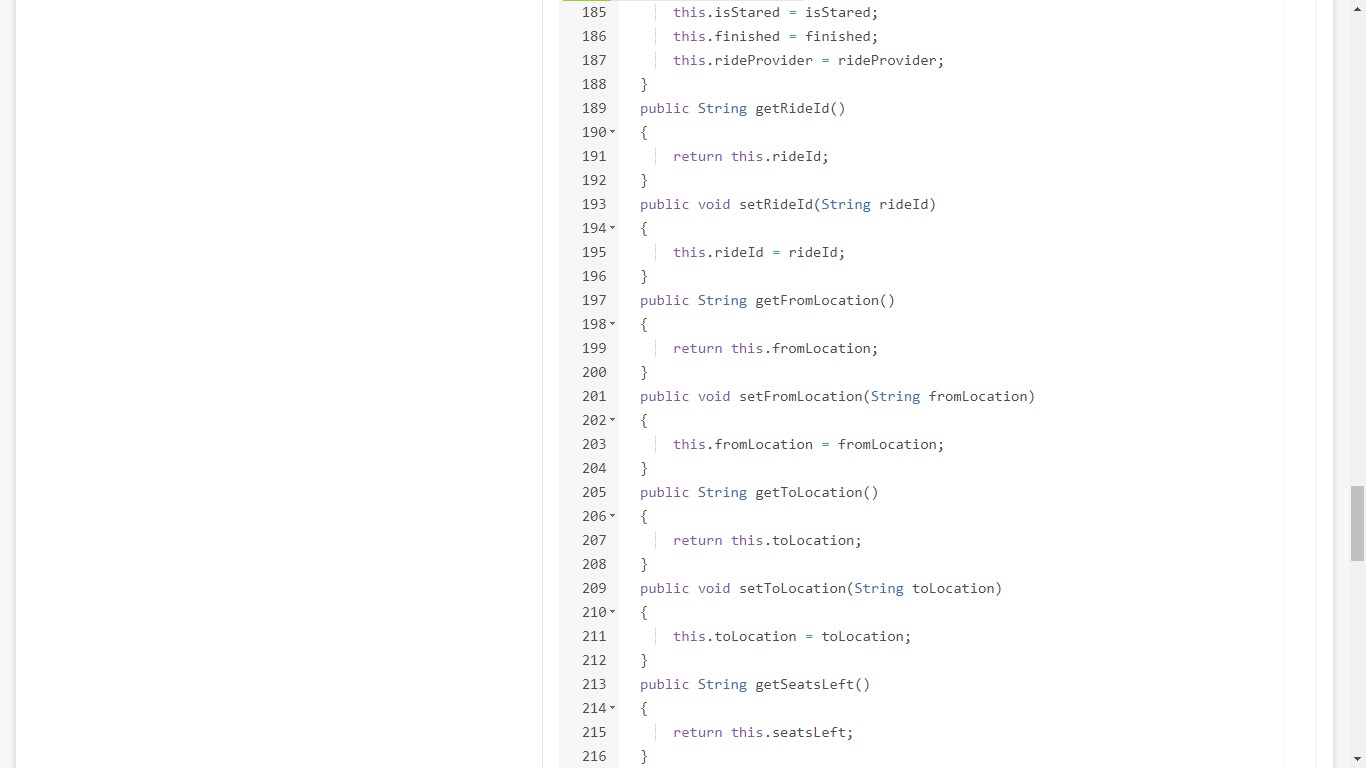 185 this.isStared = isStared;
186 this.finished = finished;
187 this.rideProvider = rideProvider;
188 }
189 public String getRideId()
190 {
191 return this.rideId;
192 }
193 public void setRideId(String rideId)
194 {
195 this.rideId = rideId;
196 }
197 public String getFromLocation()
198 {
199 return this.fromLocation;
200 }
201 public void setFromLocation(String fromLocation)
202 {
203 this.fromLocation = fromLocation;
204 }
205 public String getToLocation()
206 {
207 return this.toLocation;
208 }
209 public void setToLocation(String toLocation)
210 {
211 this.toLocation = toLocation;
212 }
213 public String getSeatsLeft()
214 {
215 return this.seatsLeft;
216 }